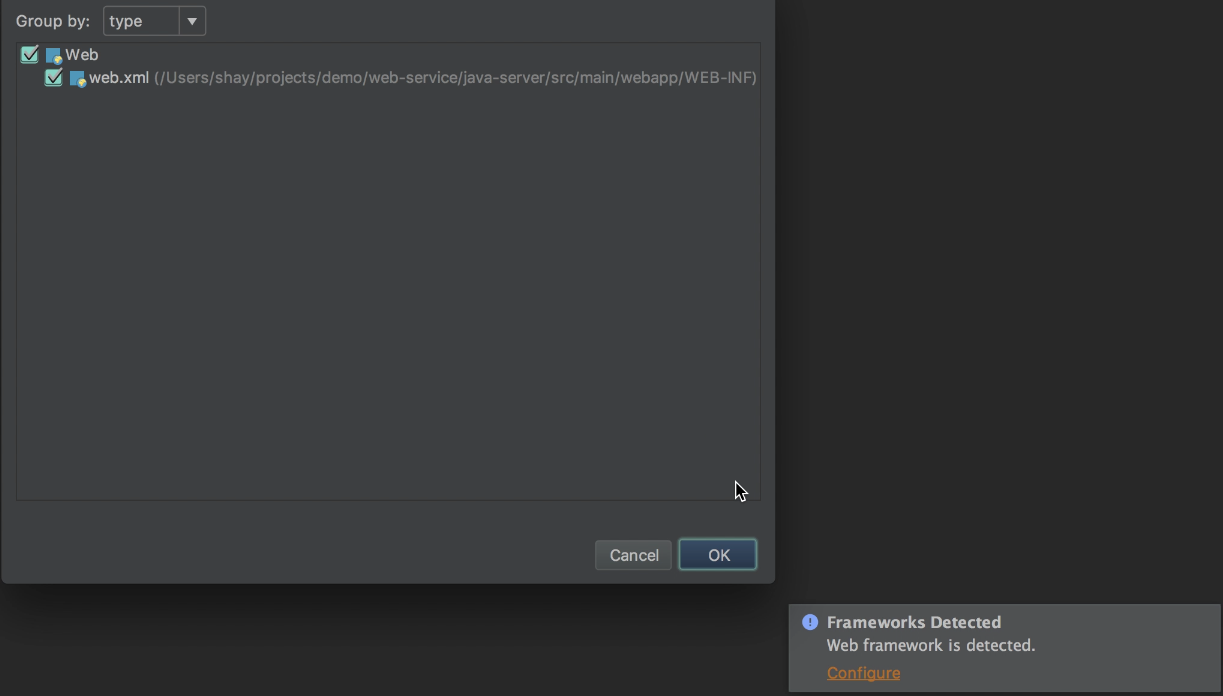 Group by: type
Web
web.xml (/Users/shay/projects/demo/web-service/java-server/src/main/webapp/WEB-INF)
Cancel OK
Frameworks Detected
Web framework is detected.
Configure